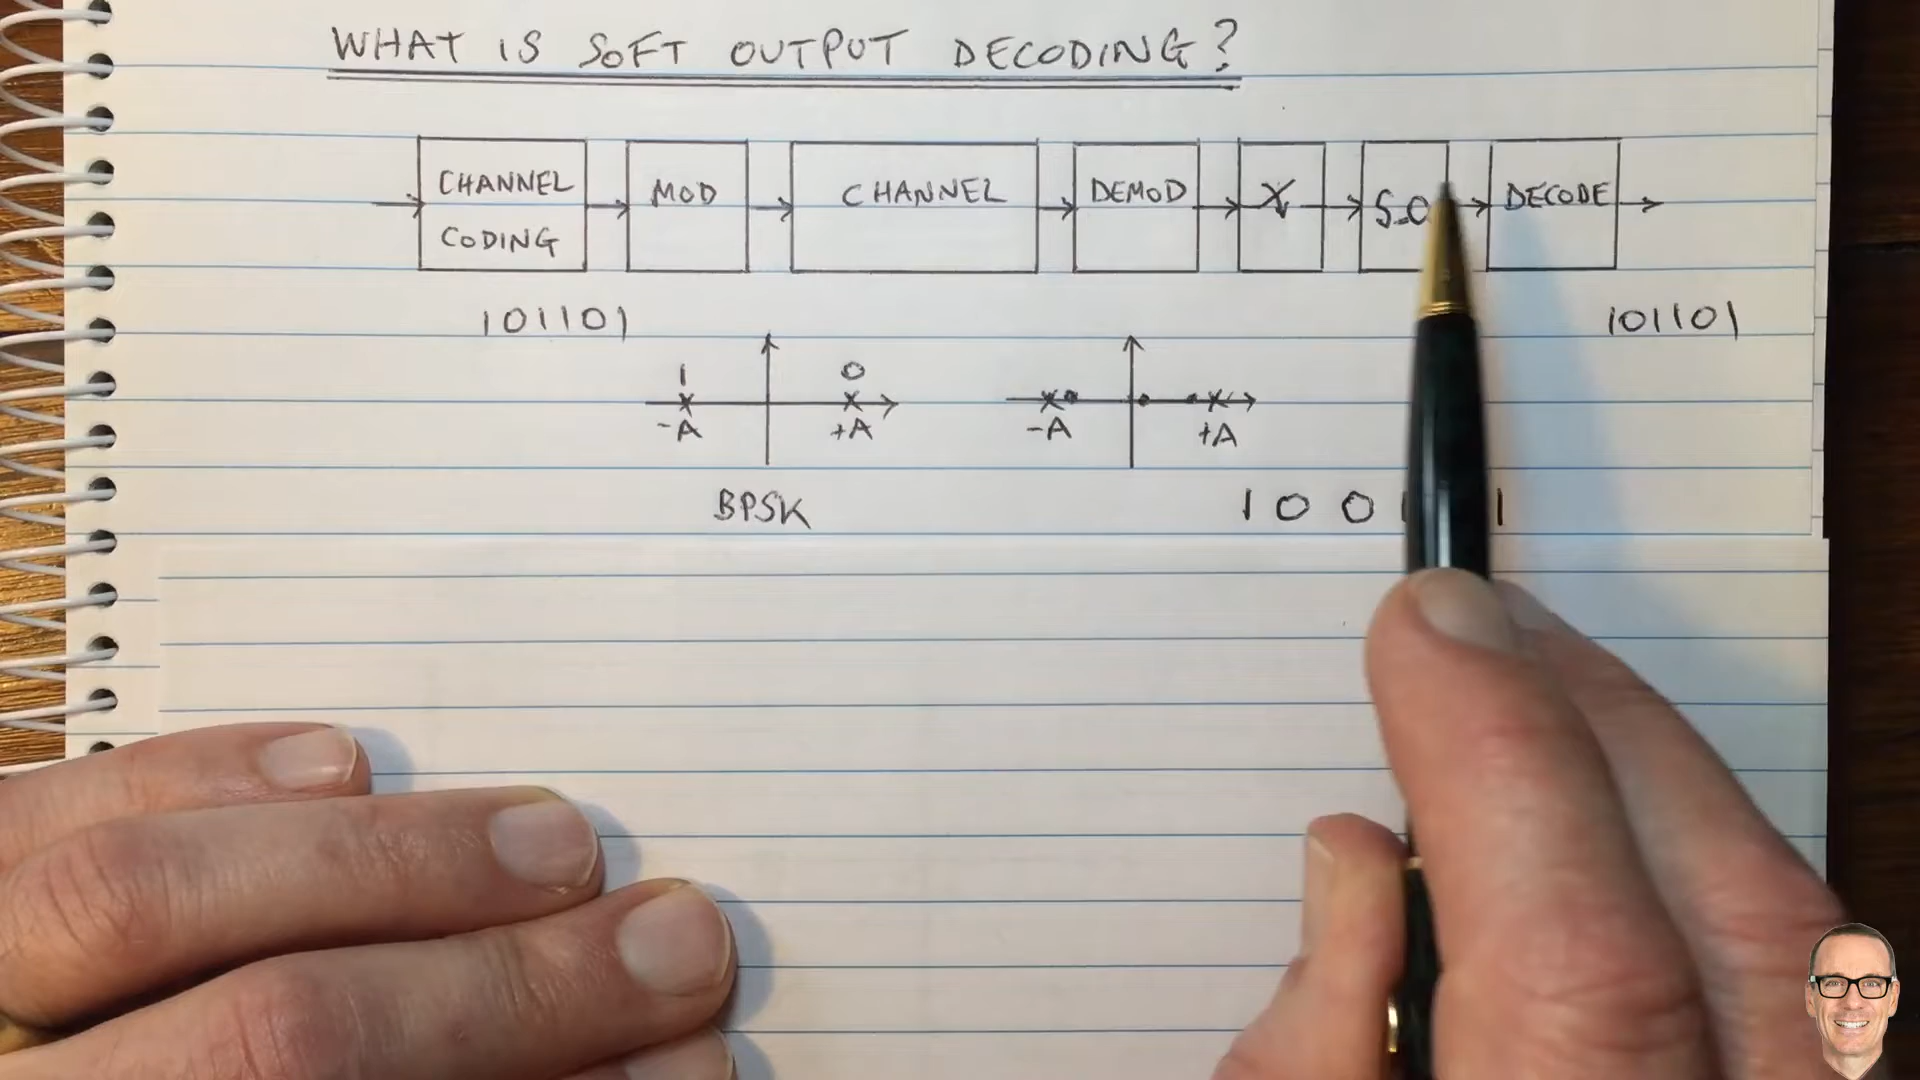 WHAT IS SOFT OUTPUT DECODING?
CHANNEL CODING MOD CHANNEL DEMOD S.O DECODE
101101 101101
1 0
-A +A -A +A
BPSK 1 0 0 1